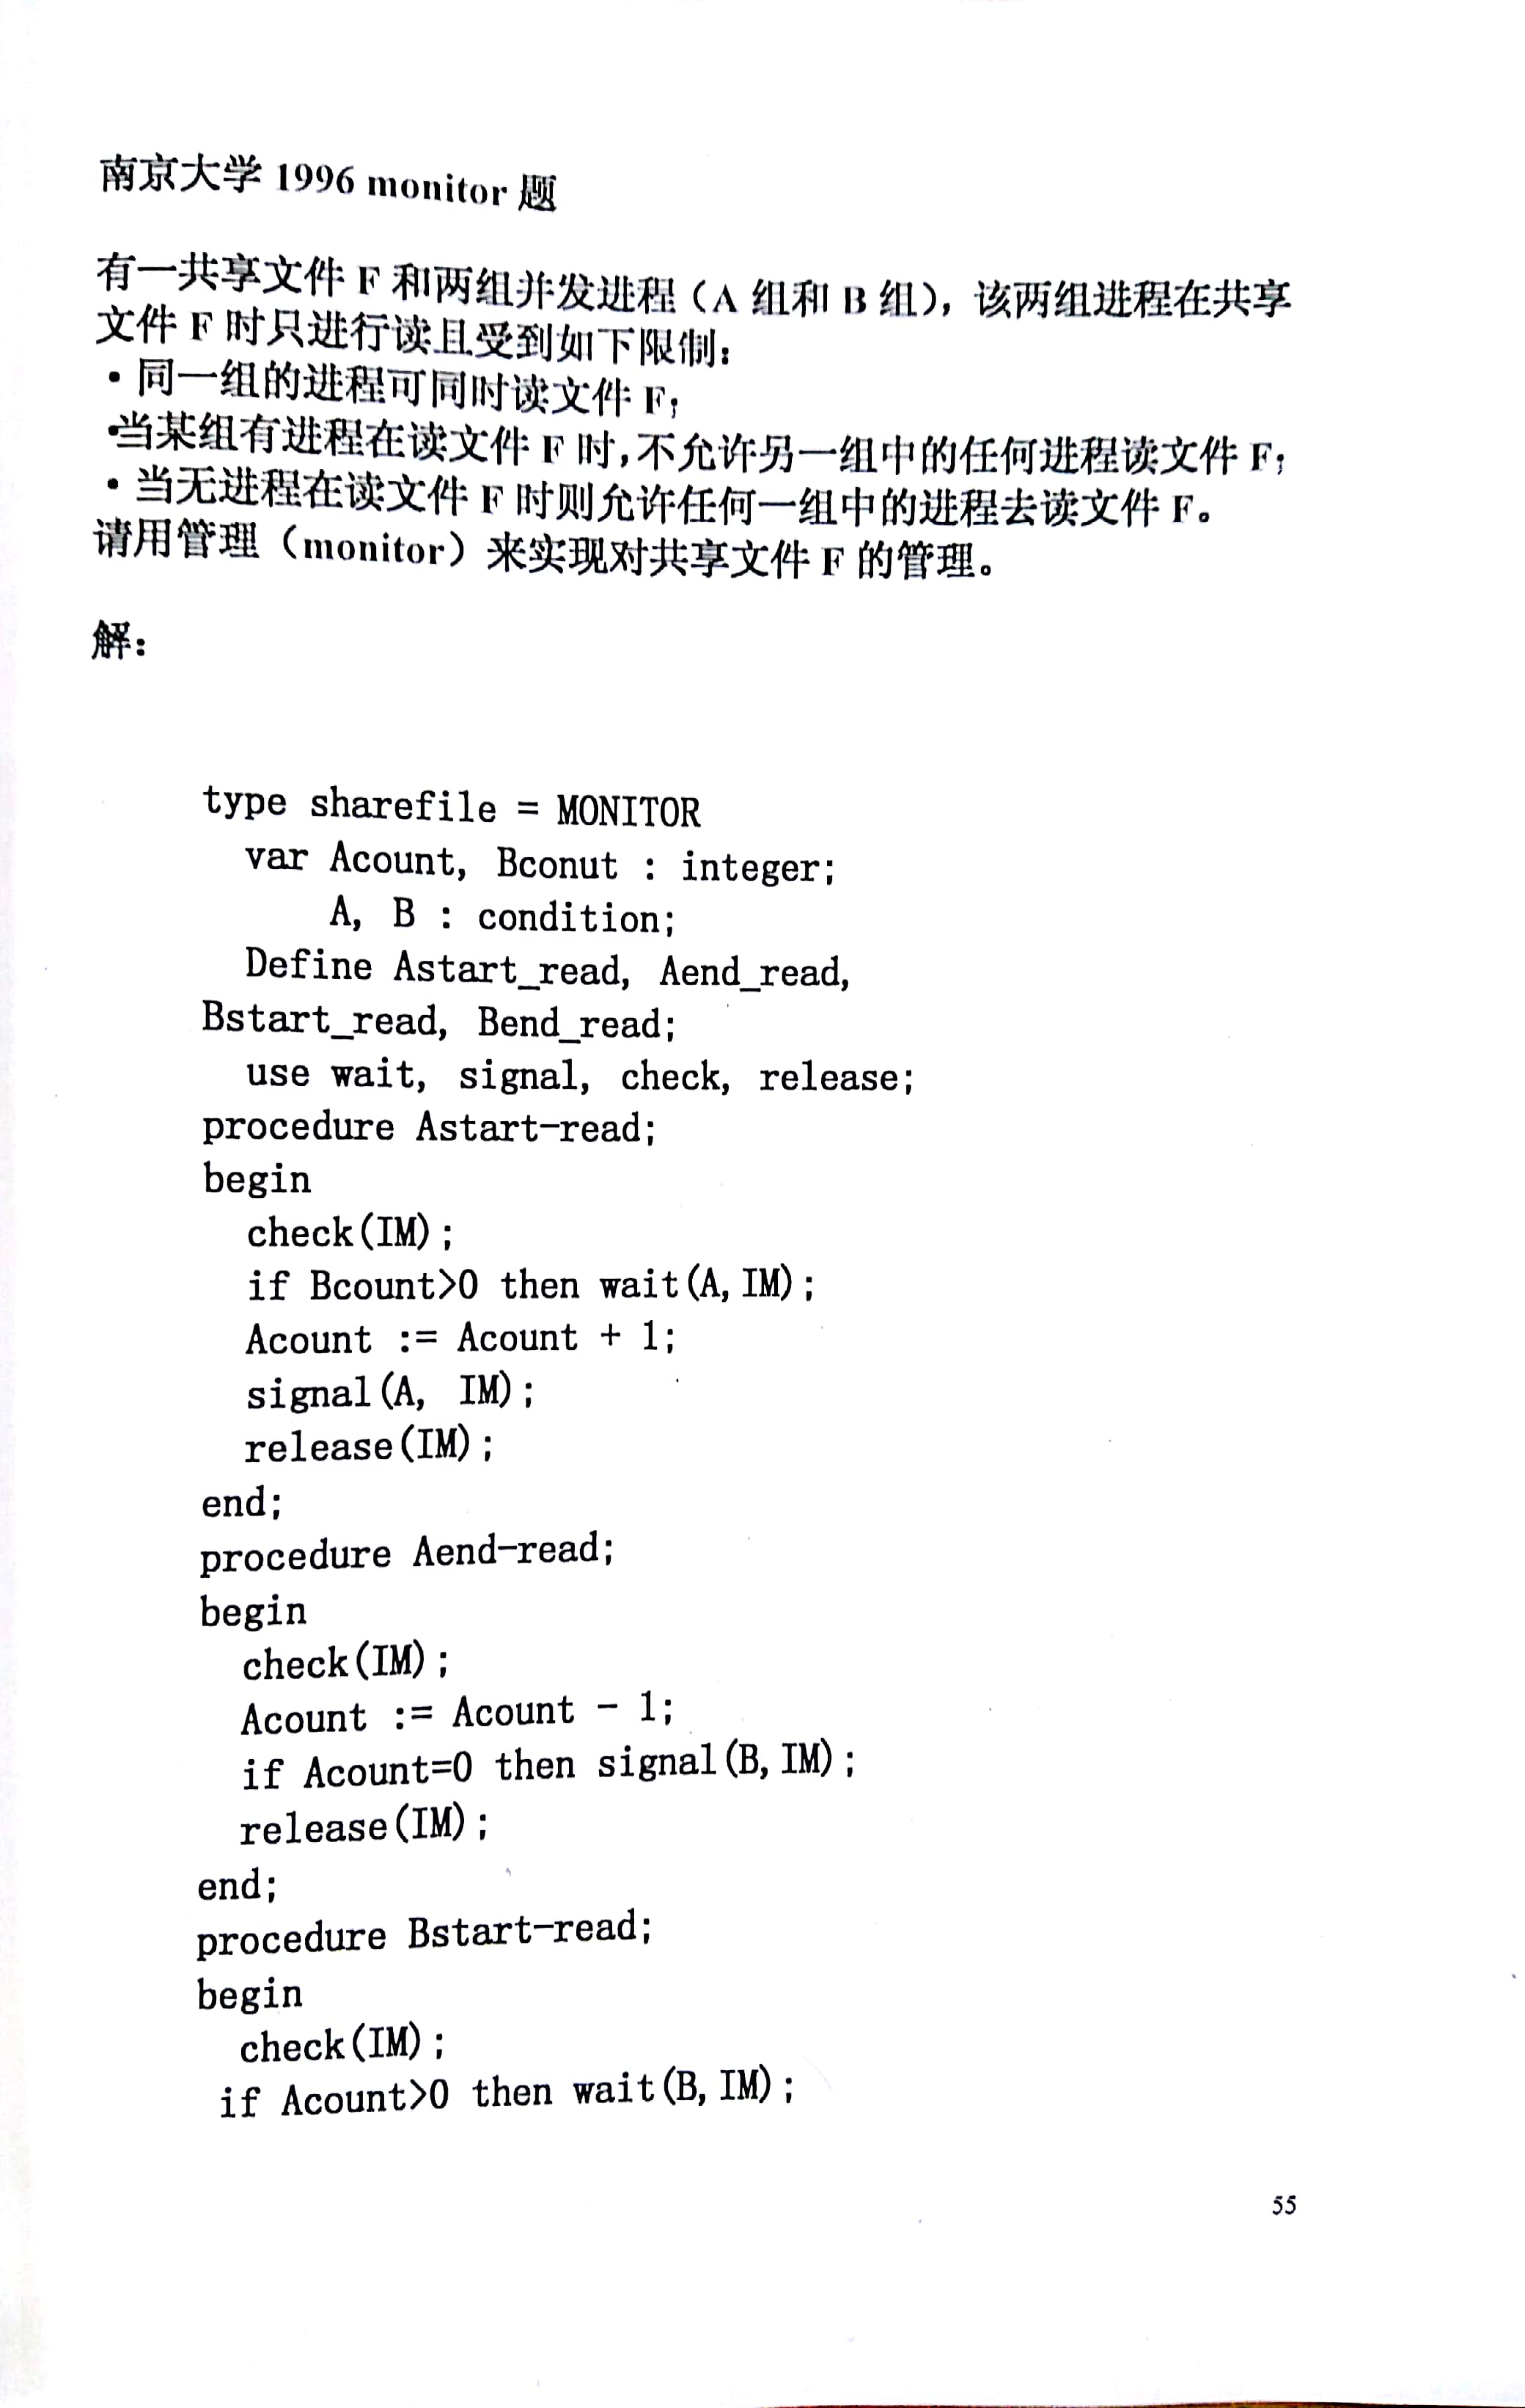 南京大学 1996 monitor 题
有一共享文件 F 和两组并发进程（A 组和 B 组），该两组进程在共享
文件 F 时只进行读且受到如下限制：
·同一组的进程可同时读文件 F；
·当某组有进程在读文件 F 时，不允许另一组中的任何进程读文件 F；
·当无进程在读文件 F 时则允许任何一组中的进程去读文件 F。
请用管理（monitor）来实现对共享文件 F 的管理。
解：
type sharefile = MONITOR
var Acount, Bconut : integer;
A, B : condition;
Define Astart_read, Aend_read,
Bstart_read, Bend_read;
use wait, signal, check, release;
procedure Astart-read;
begin
check(IM);
if Bcount>0 then wait(A,IM);
Acount := Acount + 1;
signal(A, IM);
release(IM);
end;
procedure Aend-read;
begin
check(IM);
Acount := Acount - 1;
if Acount=0 then signal(B,IM);
release(IM);
end;
procedure Bstart-read;
begin
check(IM);
if Acount>0 then wait(B,IM);
55